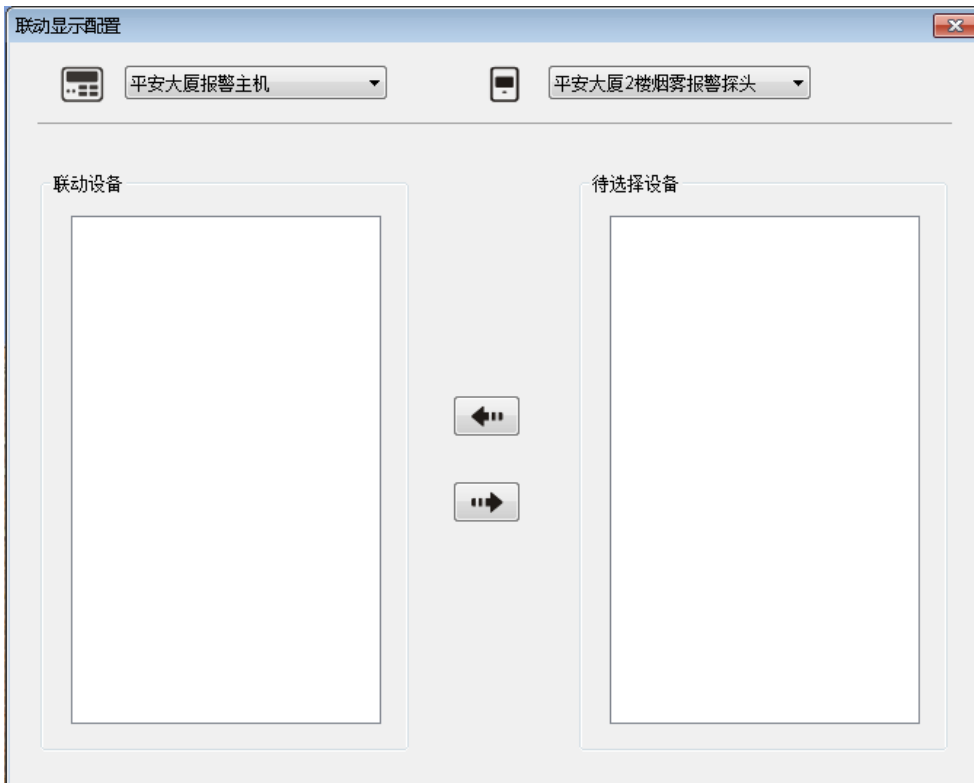 联动显示配置
平安大厦报警主机
平安大厦2楼烟雾报警探头
联动设备
待选择设备